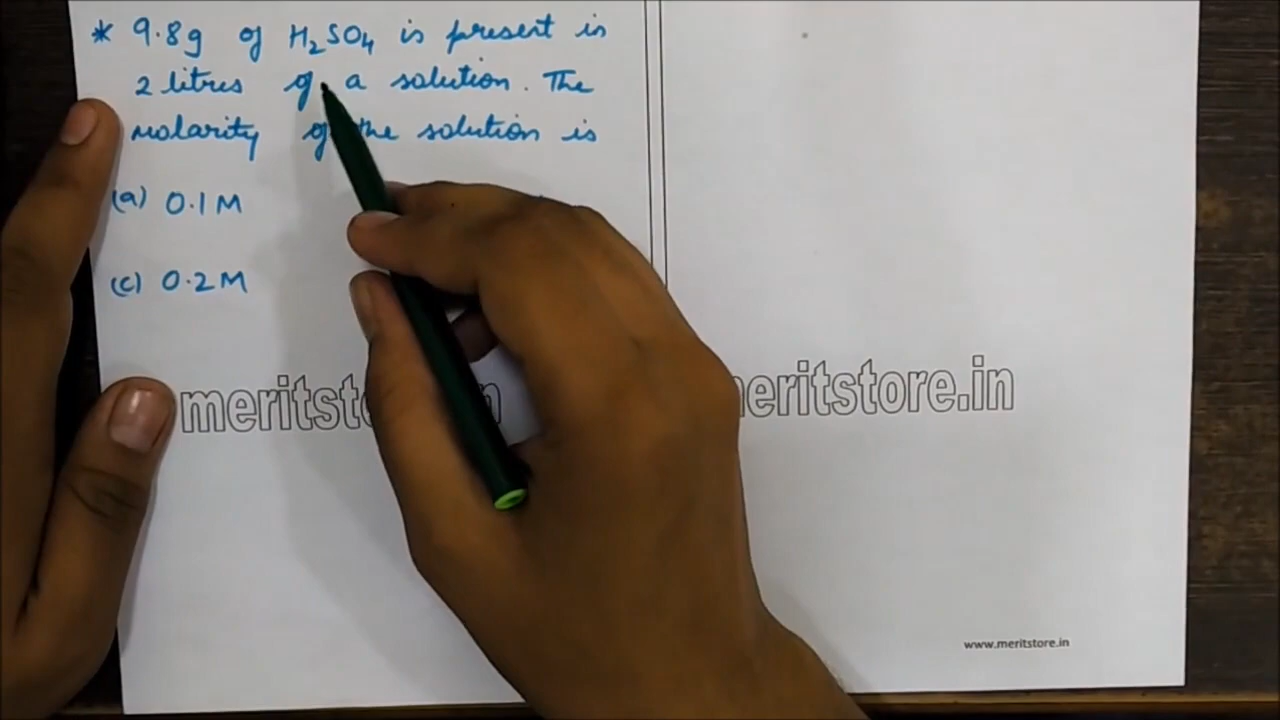 * 9.8g of H₂SO₄ is present in
2 litres of a solution. The
molarity of the solution is
(a) 0.1M
(c) 0.2M
meritstore.in
www.meritstore.in